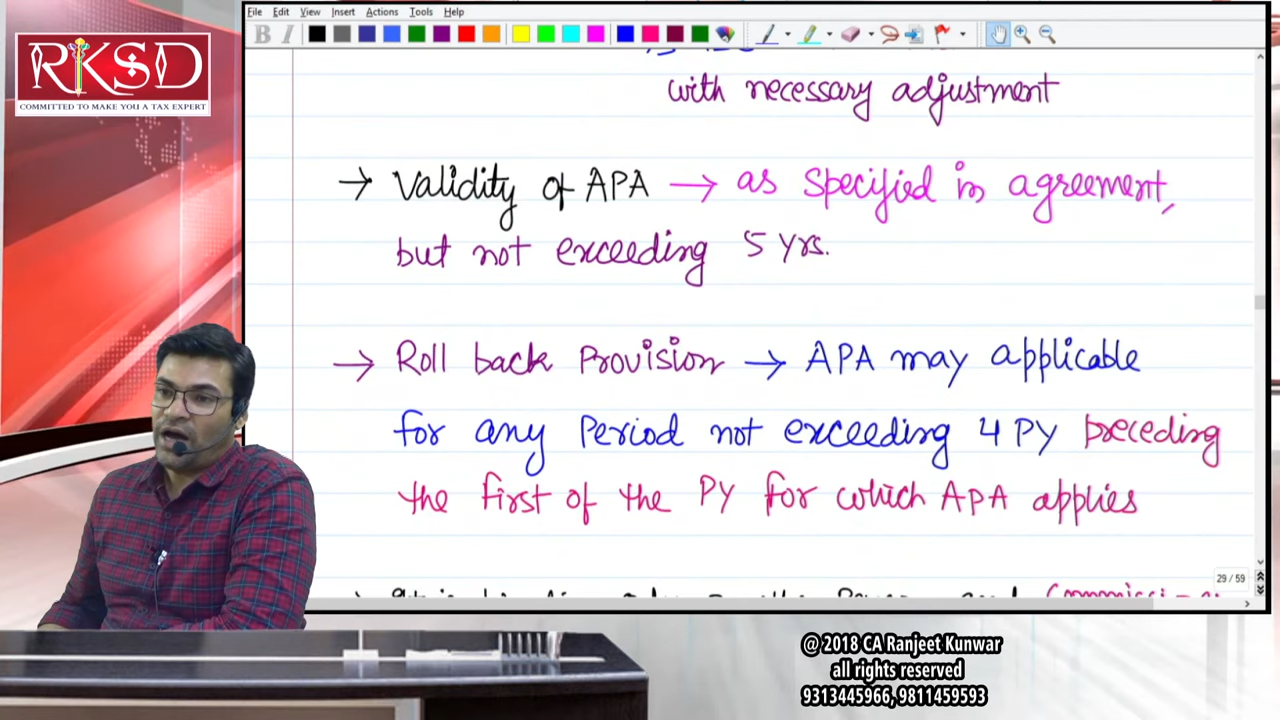 File Edit View Insert Actions Tools Help
RKSD
COMMITTED TO MAKE YOU A TAX EXPERT
B I
with necessary adjustment
→ Validity of APA → as specified in agreement,
but not exceeding 5 yrs.
→ Roll back Provision → APA may applicable
for any Period not exceeding 4 PY preceding
the first of the PY for which APA applies
29 / 59
@ 2018 CA Ranjeet Kunwar
all rights reserved
9313445966, 9811459593